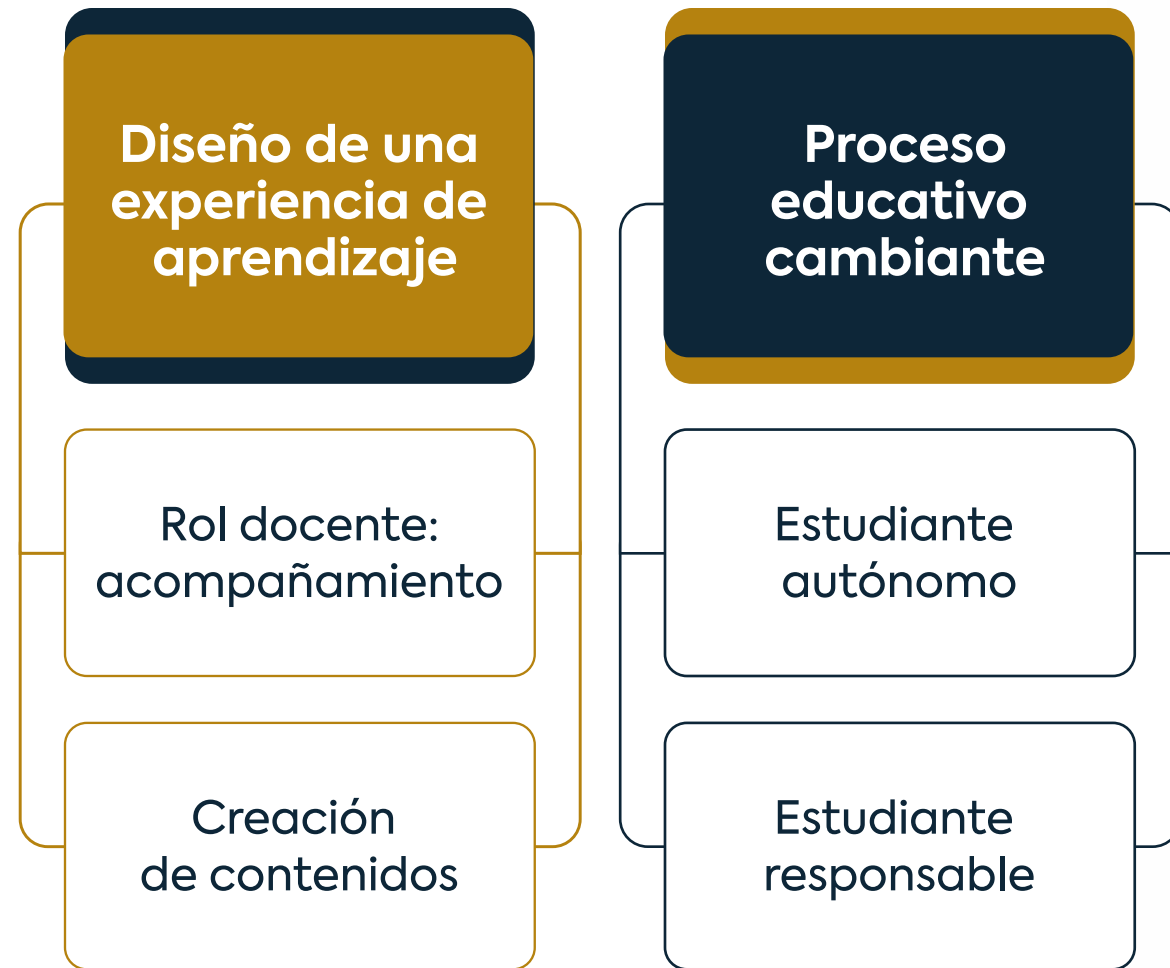 Diseño de una
experiencia de
aprendizaje
Rol docente:
acompañamiento
Creación
de contenidos
Proceso
educativo
cambiante
Estudiante
autónomo
Estudiante
responsable